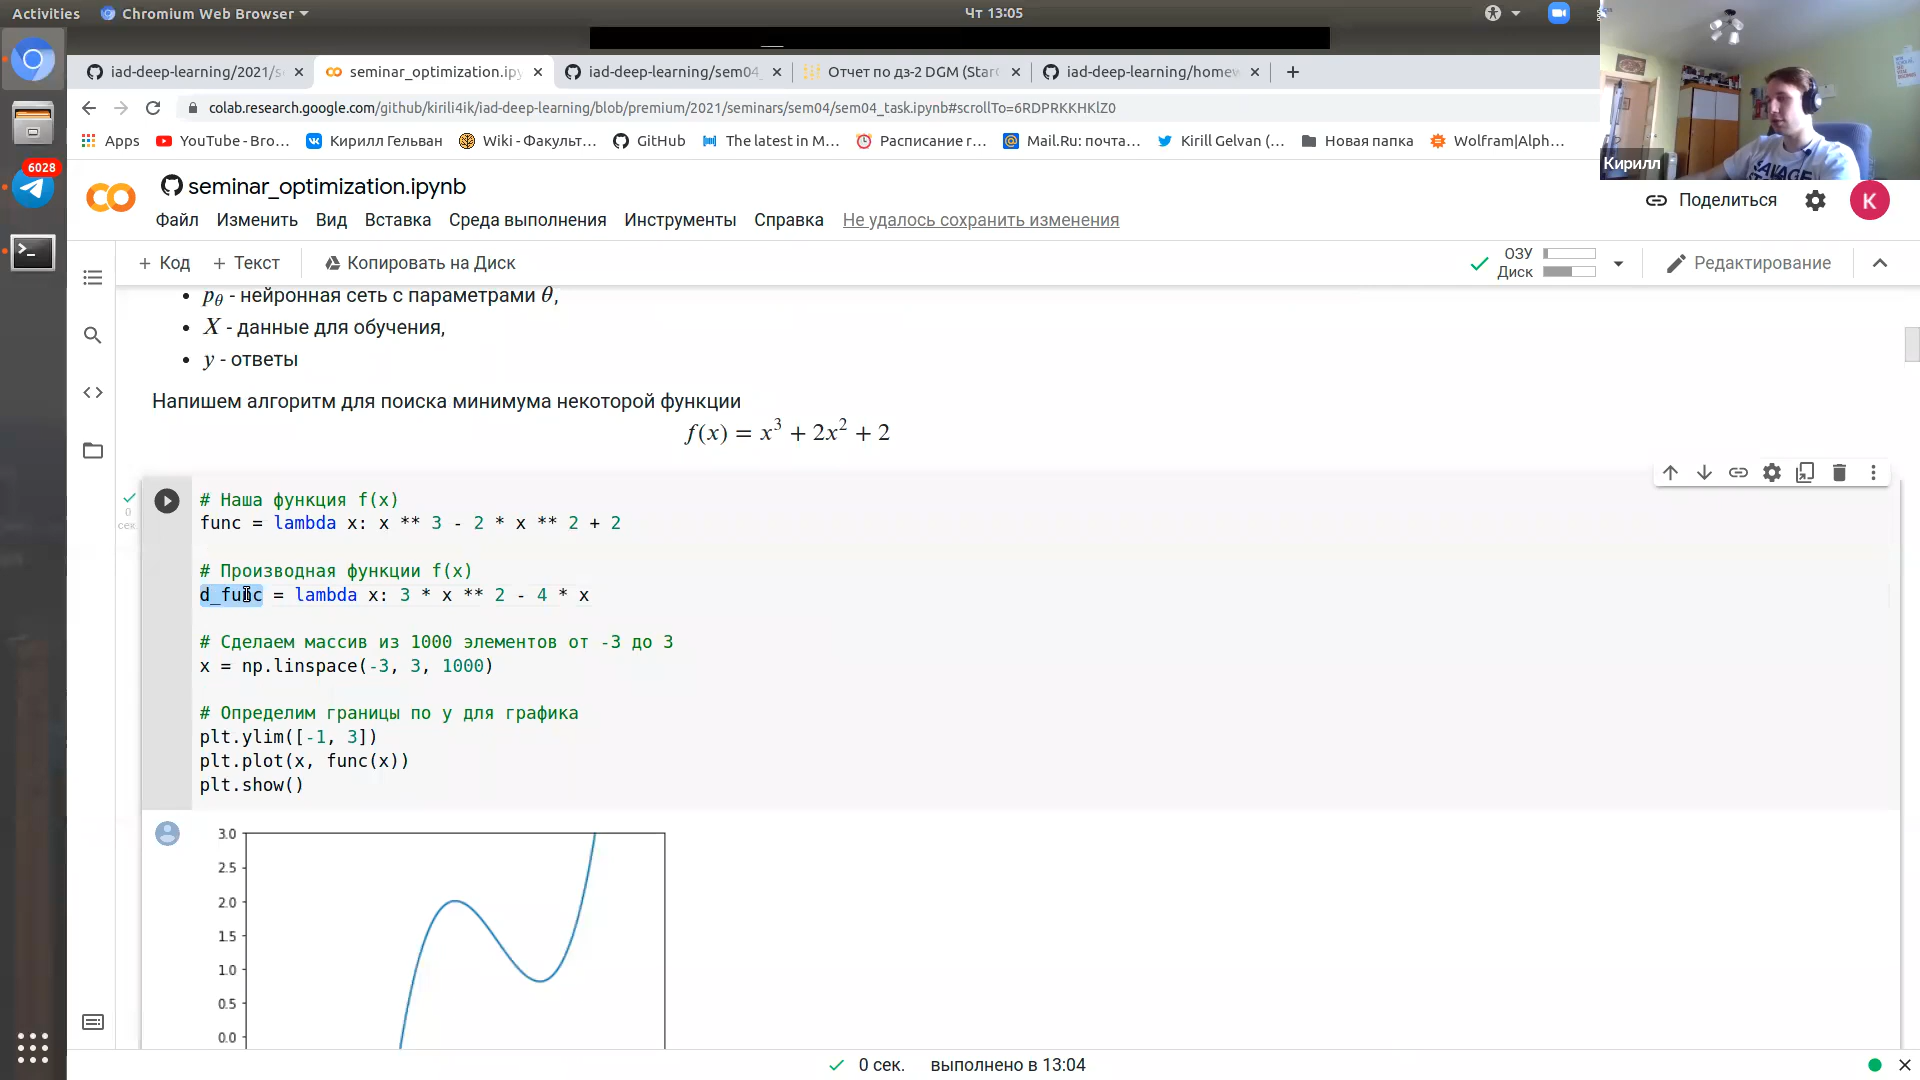 Activities
Chromium Web Browser
Чт 13:05
iad-deep-learning/2021/s
seminar_optimization.ipy
iad-deep-learning/sem04_
Отчет по дз-2 DGM (Star
iad-deep-learning/homew
colab.research.google.com/github/kirili4ik/iad-deep-learning/blob/premium/2021/seminars/sem04/sem04_task.ipynb#scrollTo=6RDPRKKHKlZ0
Apps
YouTube - Bro...
Кирилл Гельван
Wiki - Факульт...
GitHub
The latest in M...
Расписание г...
Mail.Ru: почта...
Kirill Gelvan (...
Новая папка
Wolfram|Alph...
Кирилл
SAVAGE
6028
seminar_optimization.ipynb
Поделиться
K
Файл
Изменить
Вид
Вставка
Среда выполнения
Инструменты
Справка
Не удалось сохранить изменения
+ Код
+ Текст
Копировать на Диск
ОЗУ
Диск
Редактирование
• pθ - нейронная сеть с параметрами θ,
• X - данные для обучения,
• y - ответы
Напишем алгоритм для поиска минимума некоторой функции
f(x) = x³ + 2x² + 2
0
сек.
# Наша функция f(x)
func = lambda x: x ** 3 - 2 * x ** 2 + 2
# Производная функции f(x)
d_func = lambda x: 3 * x ** 2 - 4 * x
# Сделаем массив из 1000 элементов от -3 до 3
x = np.linspace(-3, 3, 1000)
# Определим границы по y для графика
plt.ylim([-1, 3])
plt.plot(x, func(x))
plt.show()
3.0
2.5
2.0
1.5
1.0
0.5
0.0
0 сек.
выполнено в 13:04